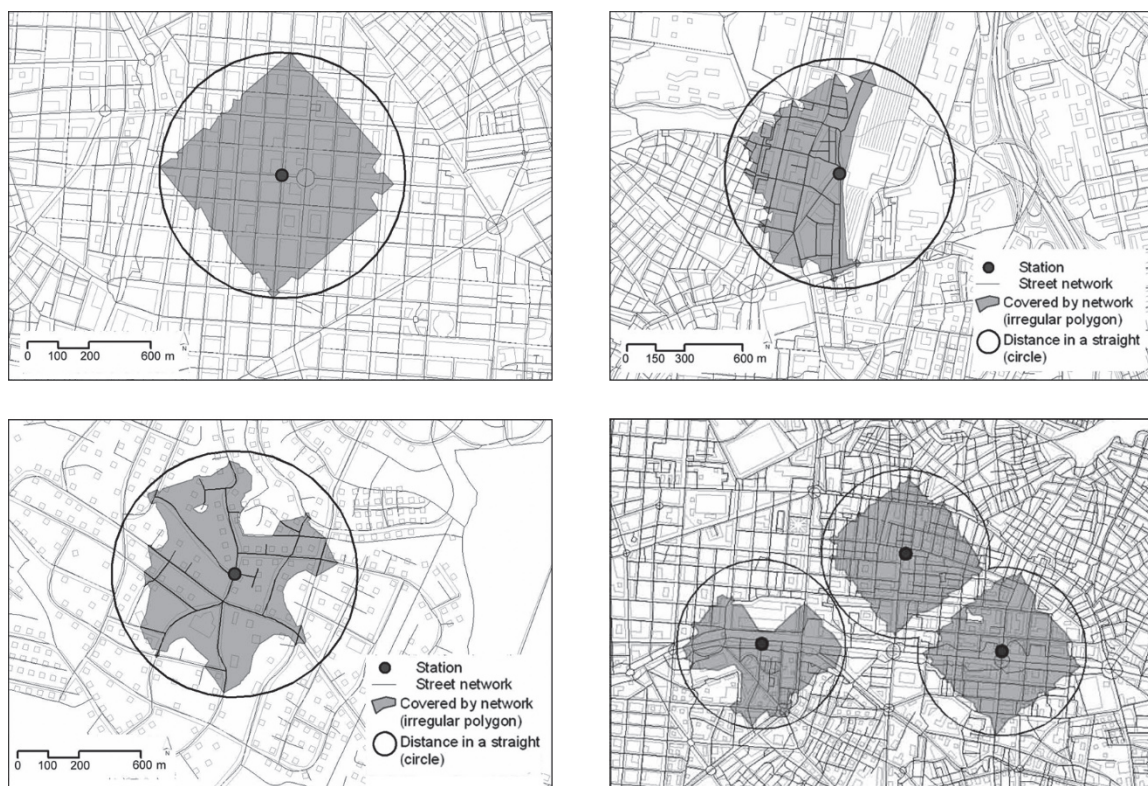 0 100 200 600 m
N
Station
Street network
Covered by network
(irregular polygon)
Distance in a straight
(circle)
0 150 300 600 m
N
Station
Street network
Covered by network
(irregular polygon)
Distance in a straight
(circle)
0 100 200 600 m
N